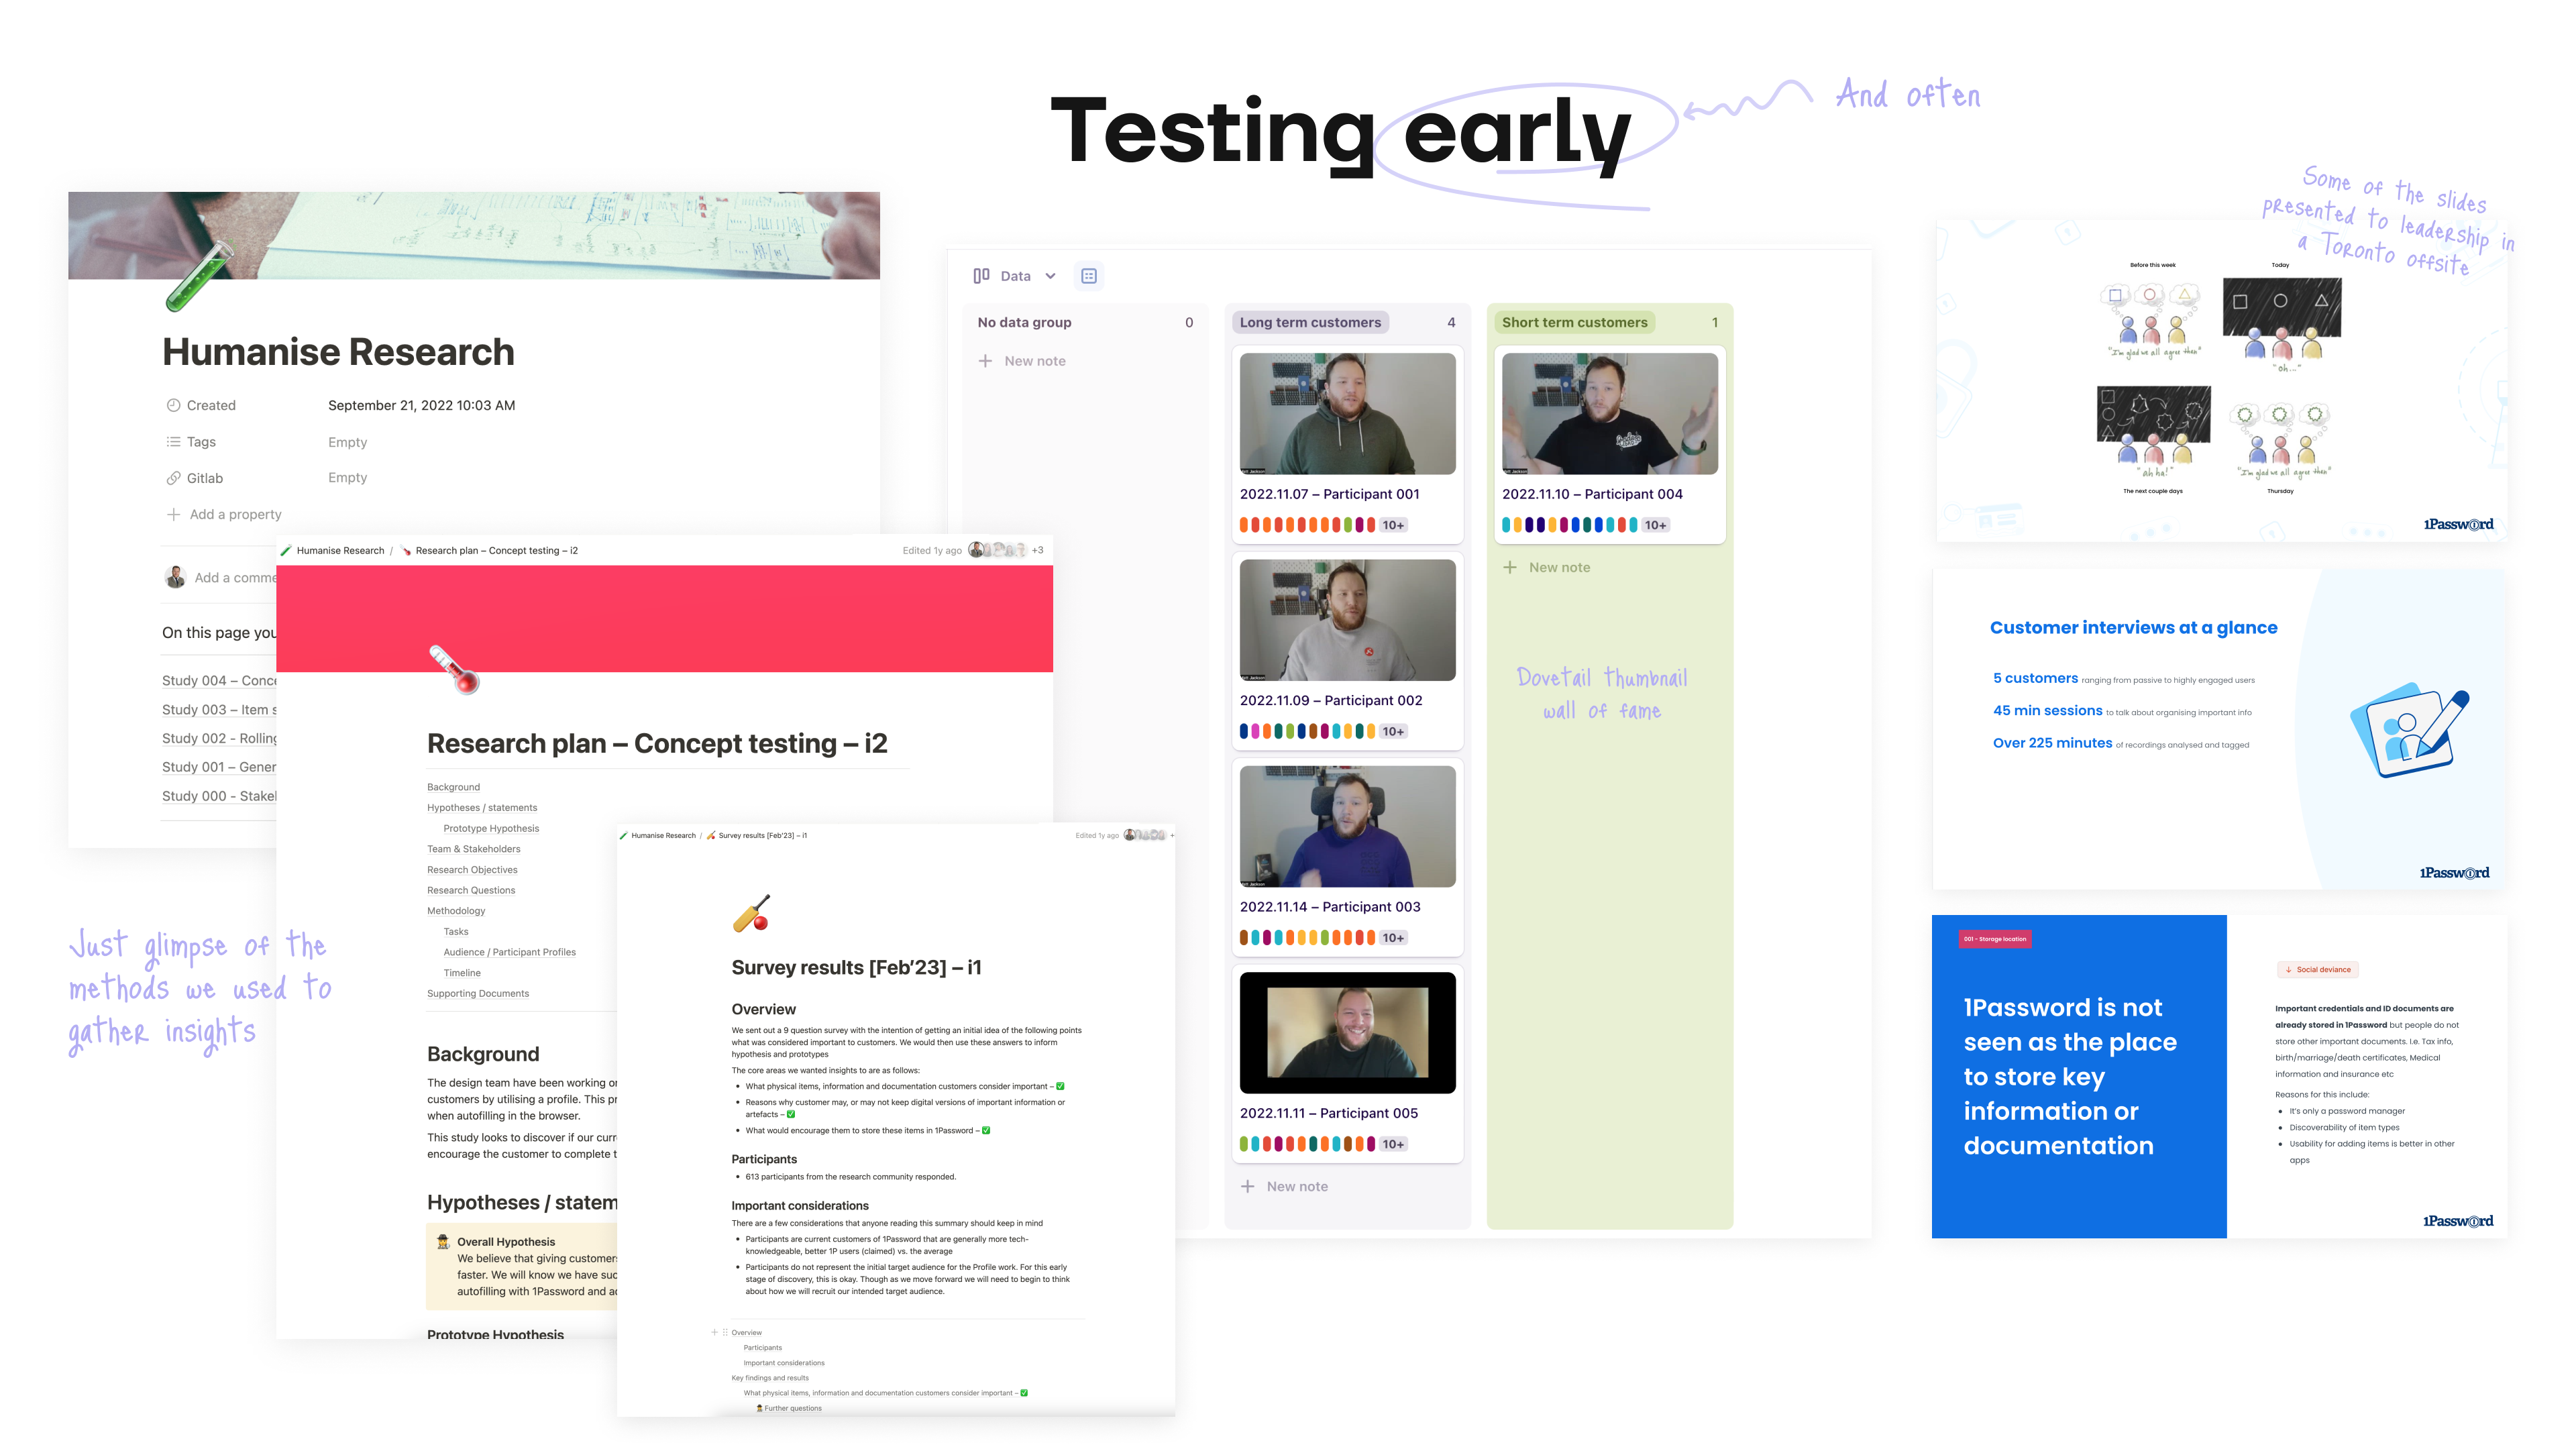 Testing early
And often
Humanise Research
Created September 21, 2022 10:03 AM
Tags Empty
Gitlab Empty
Add a property
Add a comme
On this page you
Study 004 – Conc
Study 003 – Item s
Study 002 - Rolling
Study 001 – Gener
Study 000 - Stakel
Just glimpse of the
methods we used to
gather insights
Humanise Research / Research plan – Concept testing – i2
Edited 1y ago +3
Research plan – Concept testing – i2
Background
Hypotheses / statements
Prototype Hypothesis
Team & Stakeholders
Research Objectives
Research Questions
Methodology
Tasks
Audience / Participant Profiles
Timeline
Supporting Documents
Background
The design team have been working on
customers by utilising a profile. This pr
when autofilling in the browser.
This study looks to discover if our curr
encourage the customer to complete t
Hypotheses / statem
Overall Hypothesis
We believe that giving customers
faster. We will know we have suc
autofilling with 1Password and ac
Prototype Hypothesis
Humanise Research / Survey results [Feb'23] – i1
Edited 1y ago +
Survey results [Feb'23] – i1
Overview
We sent out a 9 question survey with the intention of getting an initial idea of the following points
what was considered important to customers. We would then use these answers to inform
hypothesis and prototypes
The core areas we wanted insights to are as follows:
• What physical items, information and documentation customers consider important – ✅
• Reasons why customer may, or may not keep digital versions of important information or
artefacts – ✅
• What would encourage them to store these items in 1Password – ✅
Participants
• 613 participants from the research community responded.
Important considerations
There are a few considerations that anyone reading this summary should keep in mind
• Participants are current customers of 1Password that are generally more tech-
knowledgeable, better 1P users (claimed) vs. the average
• Participants do not represent the initial target audience for the Profile work. For this early
stage of discovery, this is okay. Though as we move forward we will need to begin to think
about how we will recruit our intended target audience.
Overview
Participants
Important considerations
Key findings and results
What physical items, information and documentation customers consider important – ✅
Further questions
Data
No data group 0
New note
Long term customers 4
2022.11.07 – Participant 001
10+
2022.11.09 – Participant 002
10+
2022.11.14 – Participant 003
10+
2022.11.11 – Participant 005
10+
New note
Short term customers 1
2022.11.10 – Participant 004
10+
New note
Dovetail thumbnail
wall of fame
Some of the slides
presented to leadership in
a Toronto offsite
Before this week
Today
"I'm glad we all agree then"
"oh..."
"ah ha!"
"I'm glad we all agree then"
The next couple days
Thursday
1Password
Customer interviews at a glance
5 customers ranging from passive to highly engaged users
45 min sessions to talk about organising important info
Over 225 minutes of recordings analysed and tagged
1Password
001 - Storage location
1Password is not
seen as the place
to store key
information or
documentation
↓ Social deviance
Important credentials and ID documents are
already stored in 1Password but people do not
store other important documents. I.e. Tax info,
birth/marriage/death certificates, Medical
information and insurance etc
Reasons for this include:
• It's only a password manager
• Discoverability of item types
• Usability for adding items is better in other
apps
1Password